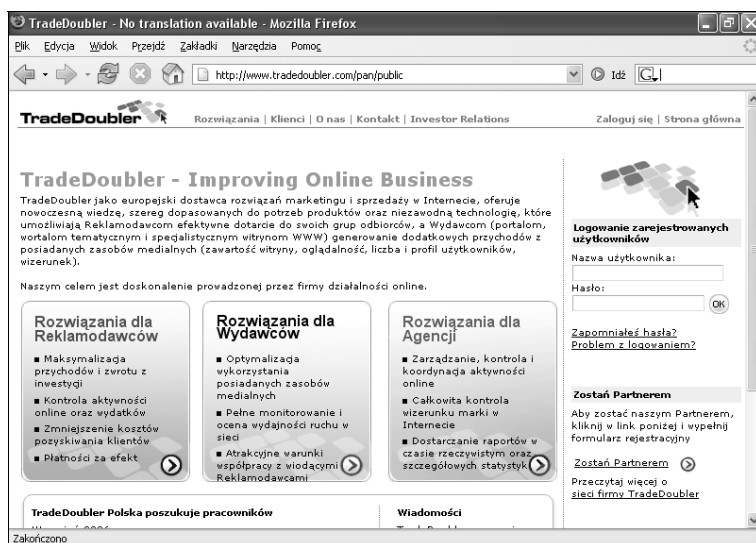 TradeDoubler - No translation available - Mozilla Firefox
Plik Edycja Widok Przejdź Zakładki Narzędzia Pomoc
http://www.tradedoubler.com/pan/public
Idź
G
TradeDoubler
Rozwiązania | Klienci | O nas | Kontakt | Investor Relations
Zaloguj się | Strona główna
TradeDoubler - Improving Online Business
TradeDoubler jako europejski dostawca rozwiązań marketingu i sprzedaży w Internecie, oferuje
nowoczesną wiedzę, szereg dopasowanych do potrzeb produktów oraz niezawodną technologię, które
umożliwiają Reklamodawcom efektywne dotarcie do swoich grup odbiorców, a Wydawcom (portalom,
wortalom tematycznym i specjalistycznym witrynom WWW) generowanie dodatkowych przychodów z
posiadanych zasobów medialnych (zawartość witryny, oglądalność, liczba i profil użytkowników,
wizerunek).
Naszym celem jest doskonalenie prowadzonej przez firmy działalności online.
Rozwiązania dla
Reklamodawców
■ Maksymalizacja
przychodów i zwrotu z
inwestycji
■ Kontrola aktywności
online oraz wydatków
■ Zmniejszenie kosztów
pozyskiwania klientów
■ Płatności za efekt
Rozwiązania dla
Wydawców
■ Optymalizacja
wykorzystania
posiadanych zasobów
medialnych
■ Pełne monitorowanie i
ocena wydajności ruchu w
sieci
■ Atrakcyjne warunki
współpracy z wiodącymi
Reklamodawcami
Rozwiązania dla
Agencji
■ Zarządzanie, kontrola i
koordynacja aktywności
online
■ Całkowita kontrola
wizerunku marki w
Internecie
■ Dostarczanie raportów w
czasie rzeczywistym oraz
szczegółowych statystyk
TradeDoubler Polska poszukuje pracowników
Wiadomości
Logowanie zarejestrowanych
użytkowników
Nazwa użytkownika:
Hasło:
OK
Zapomniałeś hasła?
Problem z logowaniem?
Zostań Partnerem
Aby zostać naszym Partnerem,
kliknij w link poniżej i wypełnij
formularz rejestracyjny
Zostań Partnerem
Przeczytaj więcej o
sieci firmy TradeDoubler
Zakończono